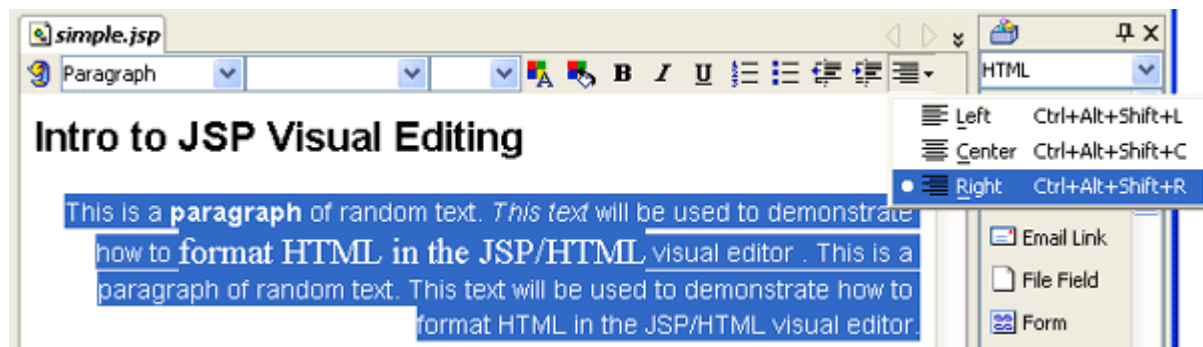 simple.jsp
Paragraph
B I U
HTML
Intro to JSP Visual Editing
Left Ctrl+Alt+Shift+L
Center Ctrl+Alt+Shift+C
Right Ctrl+Alt+Shift+R
This is a paragraph of random text. This text will be used to demonstrate
how to format HTML in the JSP/HTML visual editor . This is a
paragraph of random text. This text will be used to demonstrate how to
format HTML in the JSP/HTML visual editor.
Email Link
File Field
Form